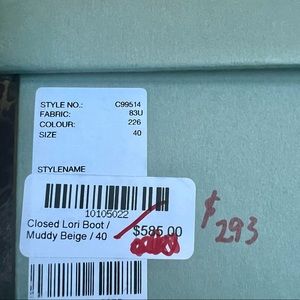 STYLE NO.: C99514
FABRIC: 83U
COLOUR: 226
SIZE 40
STYLENAME
10105022
Closed Lori Boot /
Muddy Beige / 40
$585.00
$293